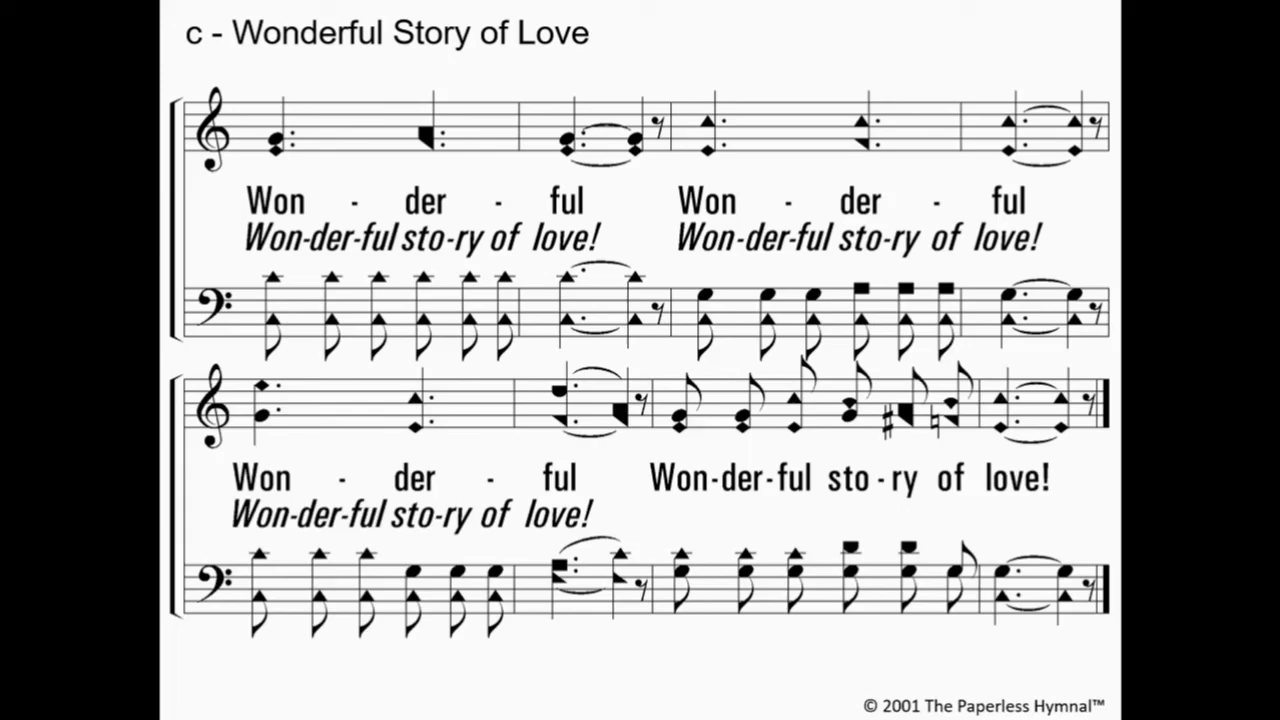 c - Wonderful Story of Love
Won - der - ful Won - der - ful
Won-der-ful sto-ry of love! Won-der-ful sto-ry of love!
Won - der - ful Won-der-ful sto-ry of love!
Won-der-ful sto-ry of love!
© 2001 The Paperless Hymnal™